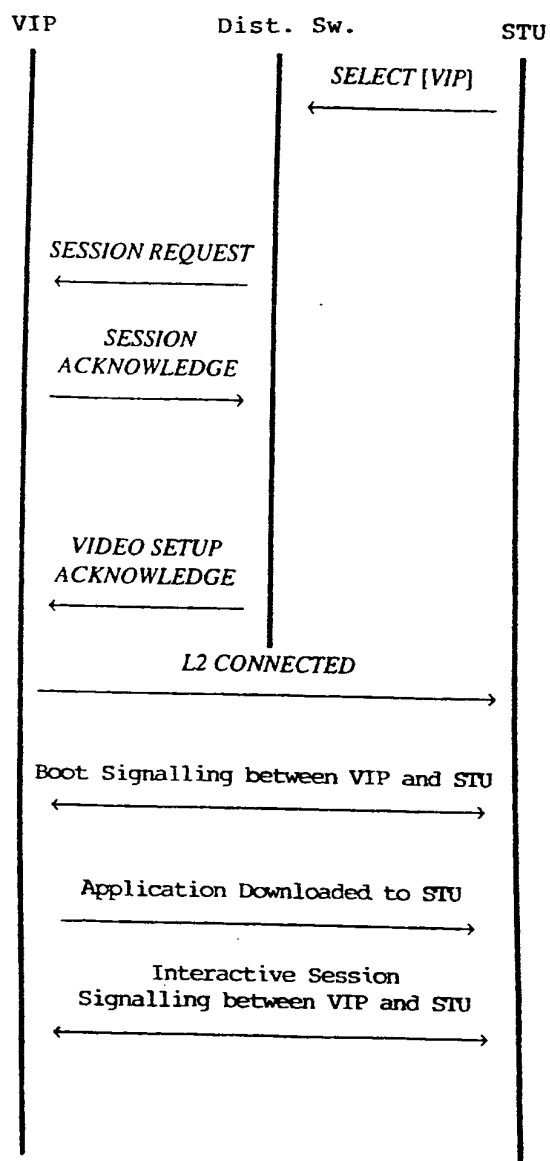 VIP Dist. Sw. STU
SELECT [VIP]
SESSION REQUEST
SESSION
ACKNOWLEDGE
VIDEO SETUP
ACKNOWLEDGE
L2 CONNECTED
Boot Signalling between VIP and STU
Application Downloaded to STU
Interactive Session
Signalling between VIP and STU